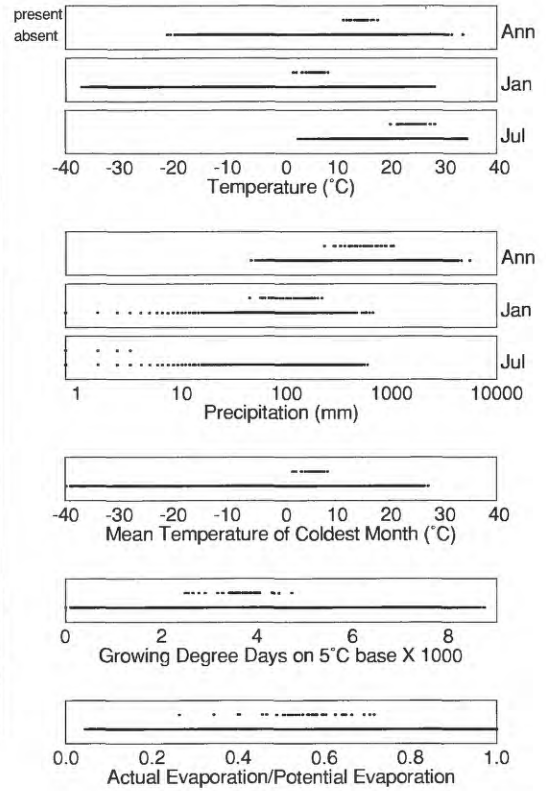 present
absent
Ann
Jan
Jul
-40 -30 -20 -10 0 10 20 30 40
Temperature (°C)
Ann
Jan
Jul
1 10 100 1000 10000
Precipitation (mm)
-40 -30 -20 -10 0 10 20 30 40
Mean Temperature of Coldest Month (°C)
0 2 4 6 8
Growing Degree Days on 5°C base X 1000
0.0 0.2 0.4 0.6 0.8 1.0
Actual Evaporation/Potential Evaporation